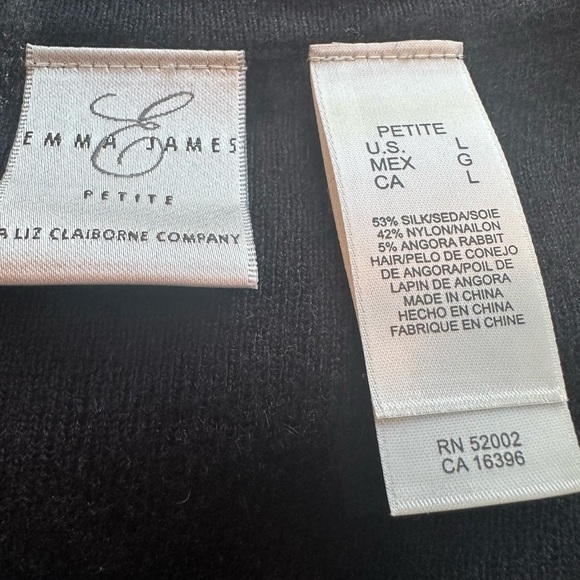 E
EMMA JAMES
PETITE
A LIZ CLAIBORNE COMPANY
PETITE
U.S. L
MEX G
CA L
53% SILK/SEDA/SOIE
42% NYLON/NAILON
5% ANGORA RABBIT
HAIR/PELO DE CONEJO
DE ANGORA/POIL DE
LAPIN DE ANGORA
MADE IN CHINA
HECHO EN CHINA
FABRIQUE EN CHINE
RN 52002
CA 16396